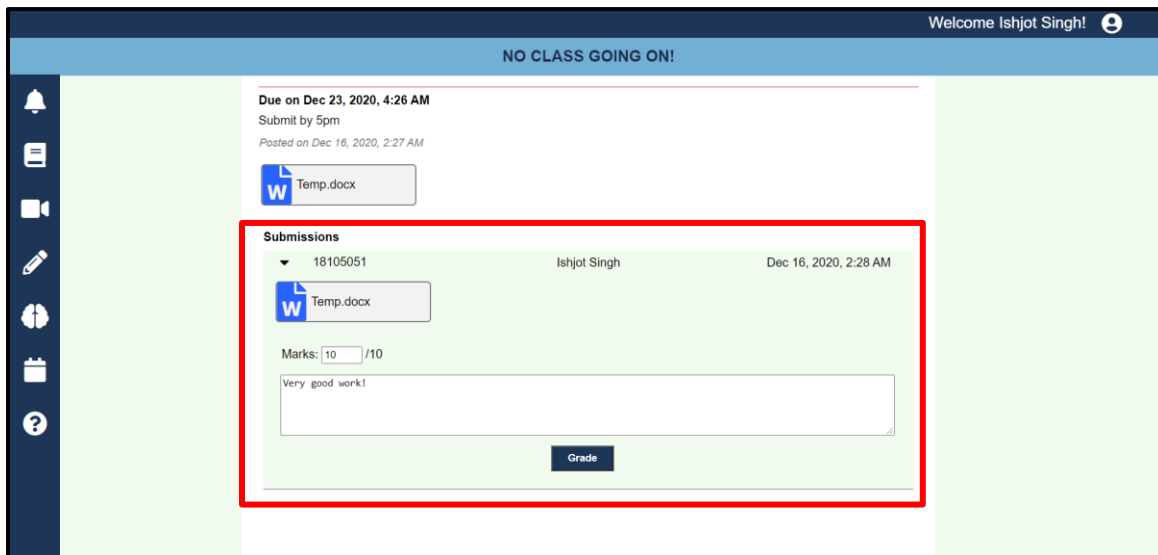 Welcome Ishjot Singh!
NO CLASS GOING ON!
Due on Dec 23, 2020, 4:26 AM
Submit by 5pm
Posted on Dec 16, 2020, 2:27 AM
W Temp.docx
Submissions
18105051 Ishjot Singh Dec 16, 2020, 2:28 AM
W Temp.docx
Marks: 10 /10
Very good work!
Grade